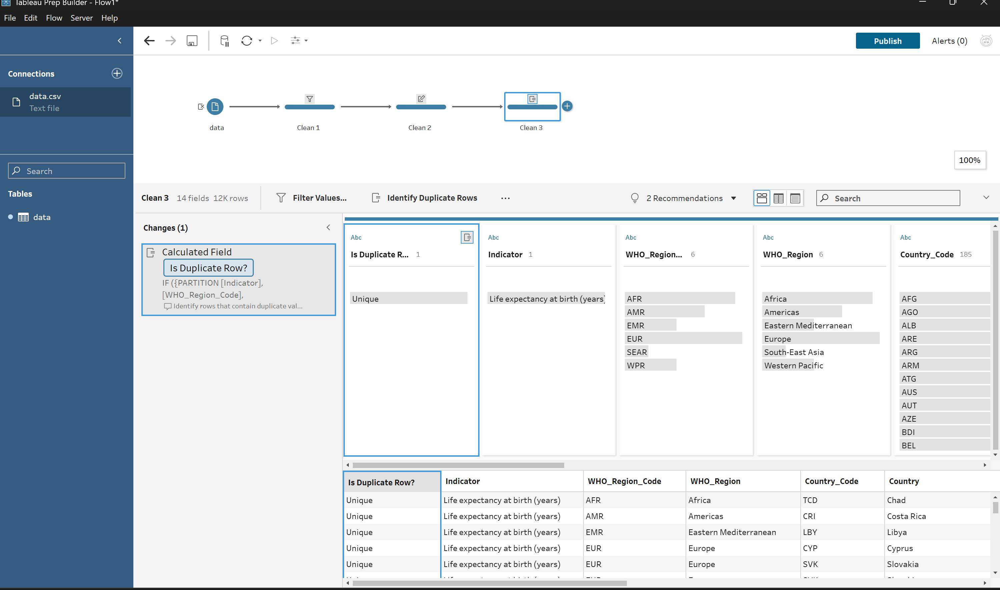 Tableau Prep Builder - Flow1*
File Edit Flow Server Help
Publish Alerts (0)
Connections
data.csv
Text file
data Clean 1 Clean 2 Clean 3
100%
Search
Tables
data
Clean 3 14 fields 12K rows Filter Values... Identify Duplicate Rows ... 2 Recommendations Search
Changes (1)
Calculated Field
Is Duplicate Row?
IF ({PARTITION [Indicator],
[WHO_Region_Code],
Identify rows that contain duplicate val...
Abc
Is Duplicate R... 1
Unique
Abc
Indicator 1
Life expectancy at birth (years)
Abc
WHO_Region... 6
AFR
AMR
EMR
EUR
SEAR
WPR
Abc
WHO_Region 6
Africa
Americas
Eastern Mediterranean
Europe
South-East Asia
Western Pacific
Abc
Country_Code 185
AFG
AGO
ALB
ARE
ARG
ARM
ATG
AUS
AUT
AZE
BDI
BEL
Is Duplicate Row? Indicator WHO_Region_Code WHO_Region Country_Code Country
Unique Life expectancy at birth (years) AFR Africa TCD Chad
Unique Life expectancy at birth (years) AMR Americas CRI Costa Rica
Unique Life expectancy at birth (years) EMR Eastern Mediterranean LBY Libya
Unique Life expectancy at birth (years) EUR Europe CYP Cyprus
Unique Life expectancy at birth (years) EUR Europe SVK Slovakia